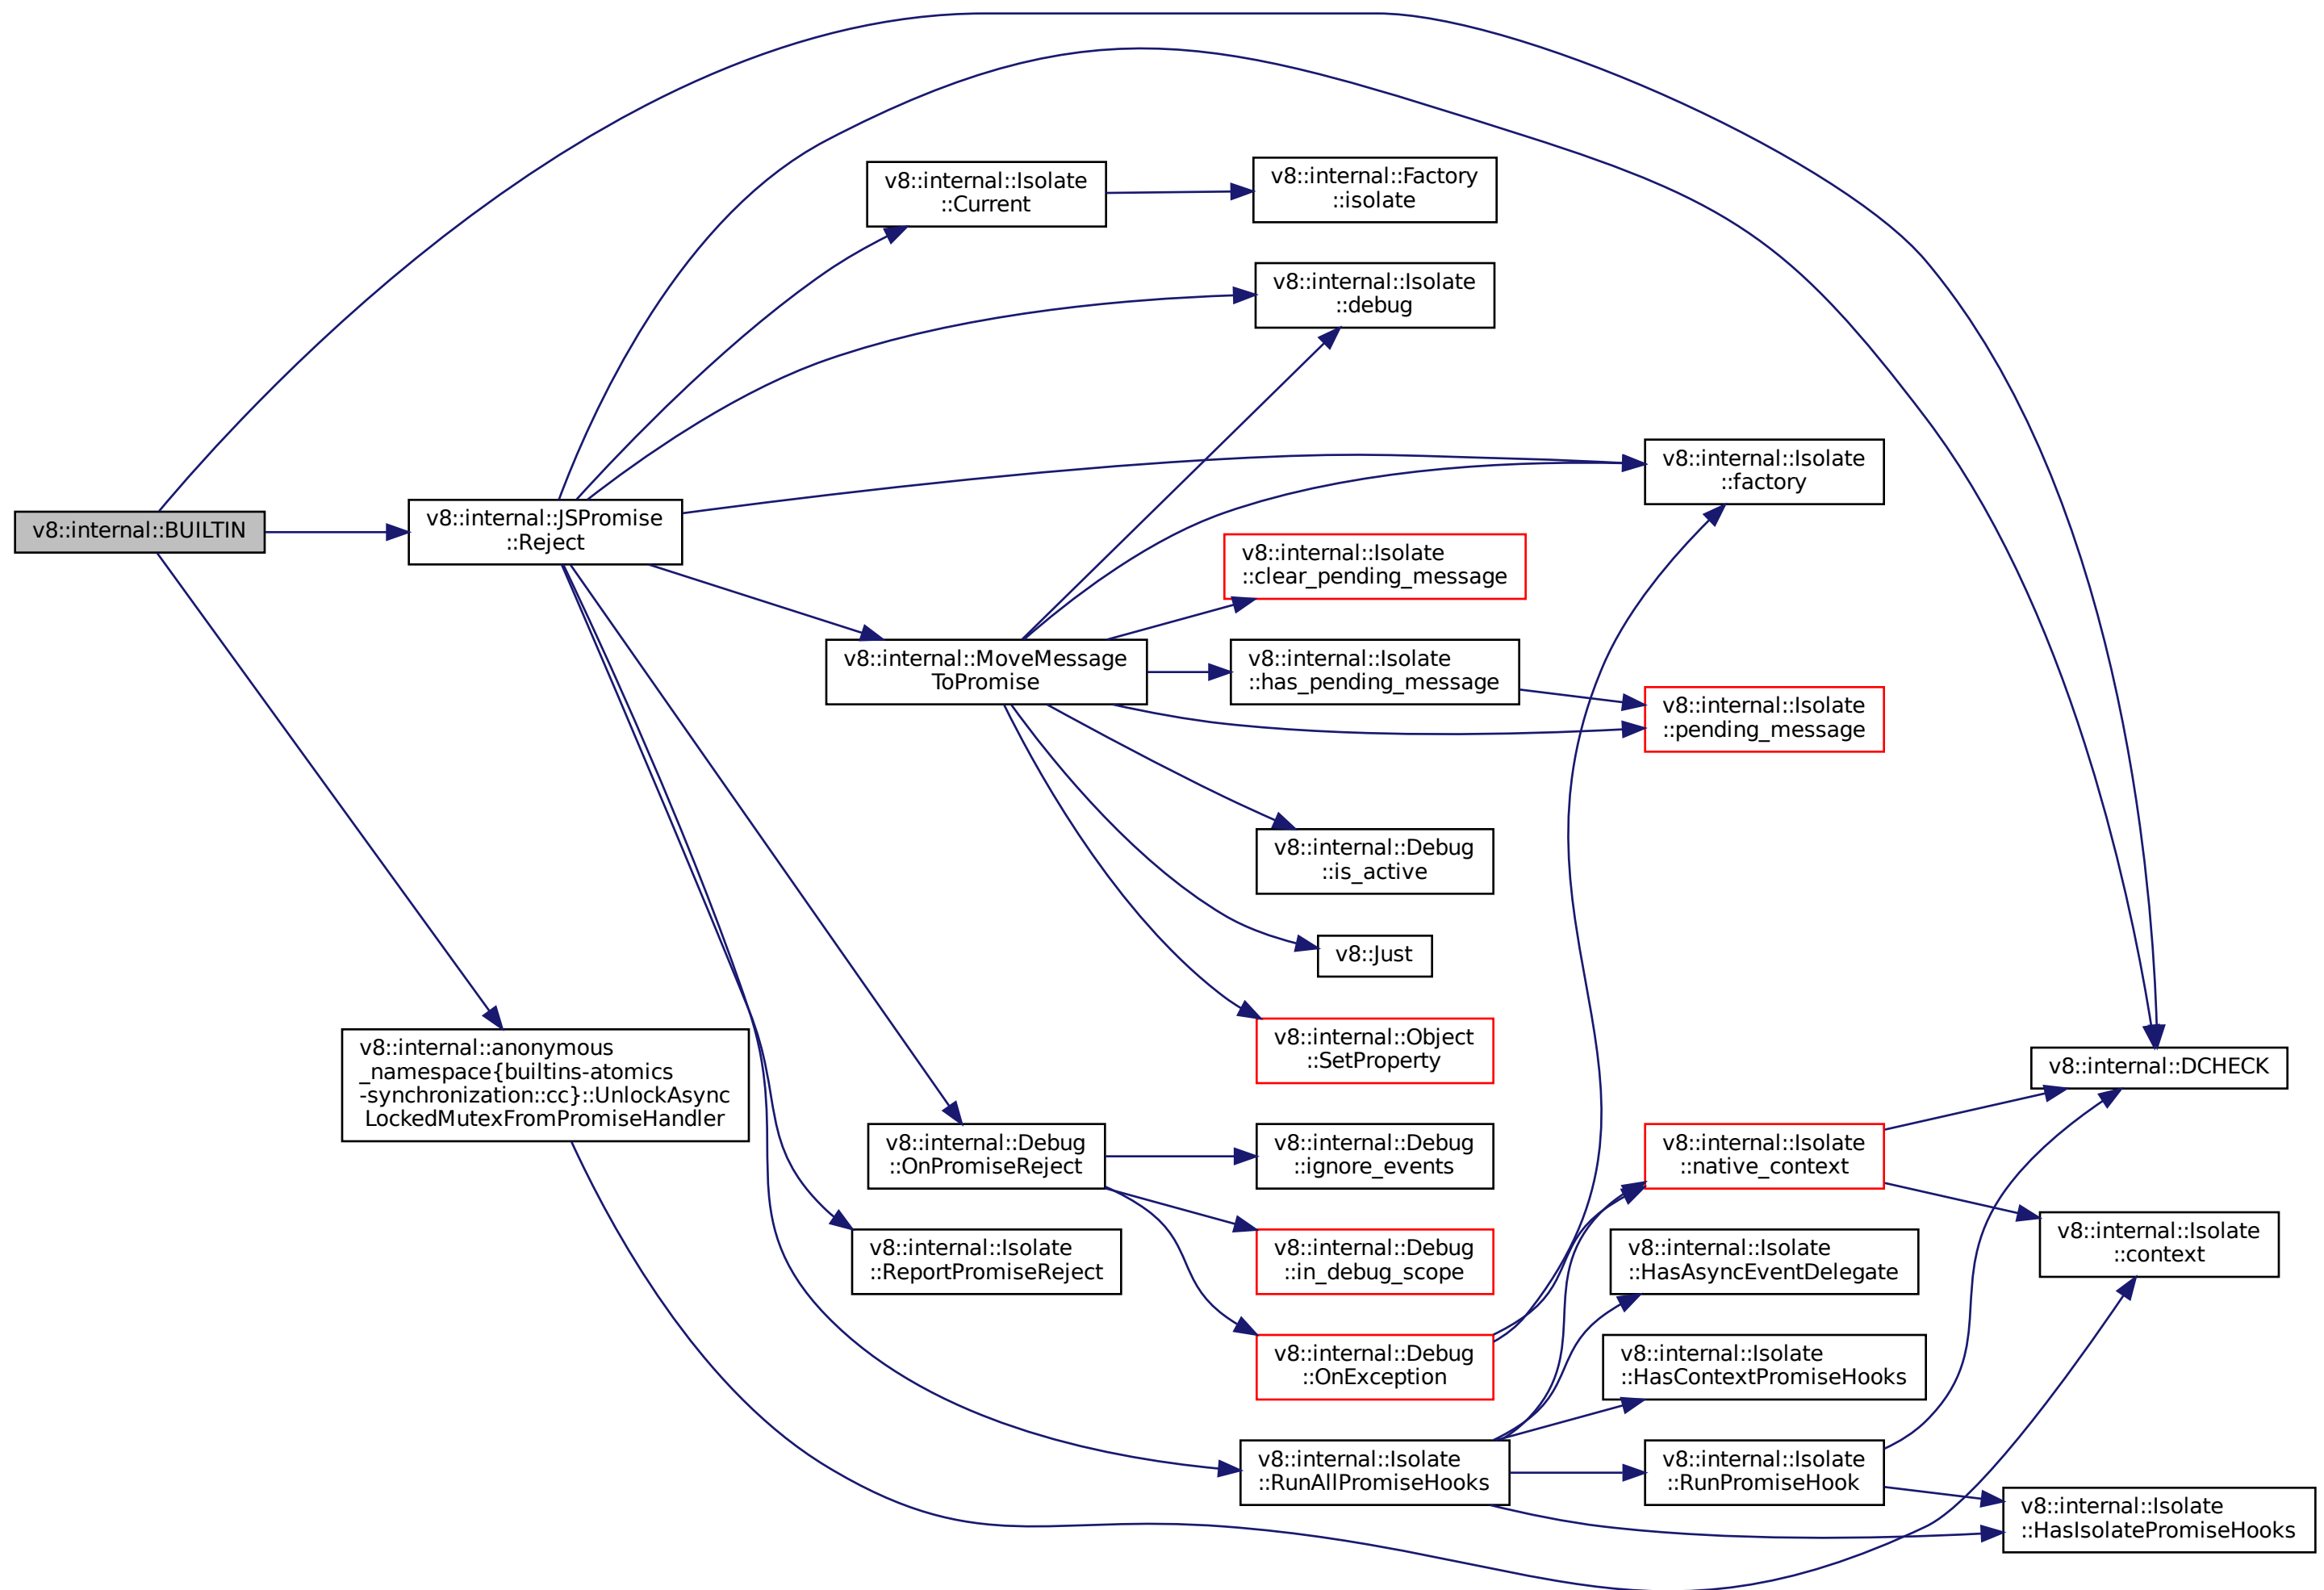 v8::internal::BUILTIN
v8::internal::JSPromise
::Reject
v8::internal::anonymous
_namespace{builtins-atomics
-synchronization::cc}::UnlockAsync
LockedMutexFromPromiseHandler
v8::internal::Isolate
::Current
v8::internal::MoveMessage
ToPromise
v8::internal::Debug
::OnPromiseReject
v8::internal::Isolate
::ReportPromiseReject
v8::internal::Factory
::isolate
v8::internal::Isolate
::debug
v8::internal::Isolate
::clear_pending_message
v8::internal::Isolate
::has_pending_message
v8::internal::Debug
::is_active
v8::Just
v8::internal::Object
::SetProperty
v8::internal::Debug
::ignore_events
v8::internal::Debug
::in_debug_scope
v8::internal::Debug
::OnException
v8::internal::Isolate
::RunAllPromiseHooks
v8::internal::Isolate
::factory
v8::internal::Isolate
::pending_message
v8::internal::Isolate
::native_context
v8::internal::Isolate
::HasAsyncEventDelegate
v8::internal::Isolate
::HasContextPromiseHooks
v8::internal::Isolate
::RunPromiseHook
v8::internal::DCHECK
v8::internal::Isolate
::context
v8::internal::Isolate
::HasIsolatePromiseHooks